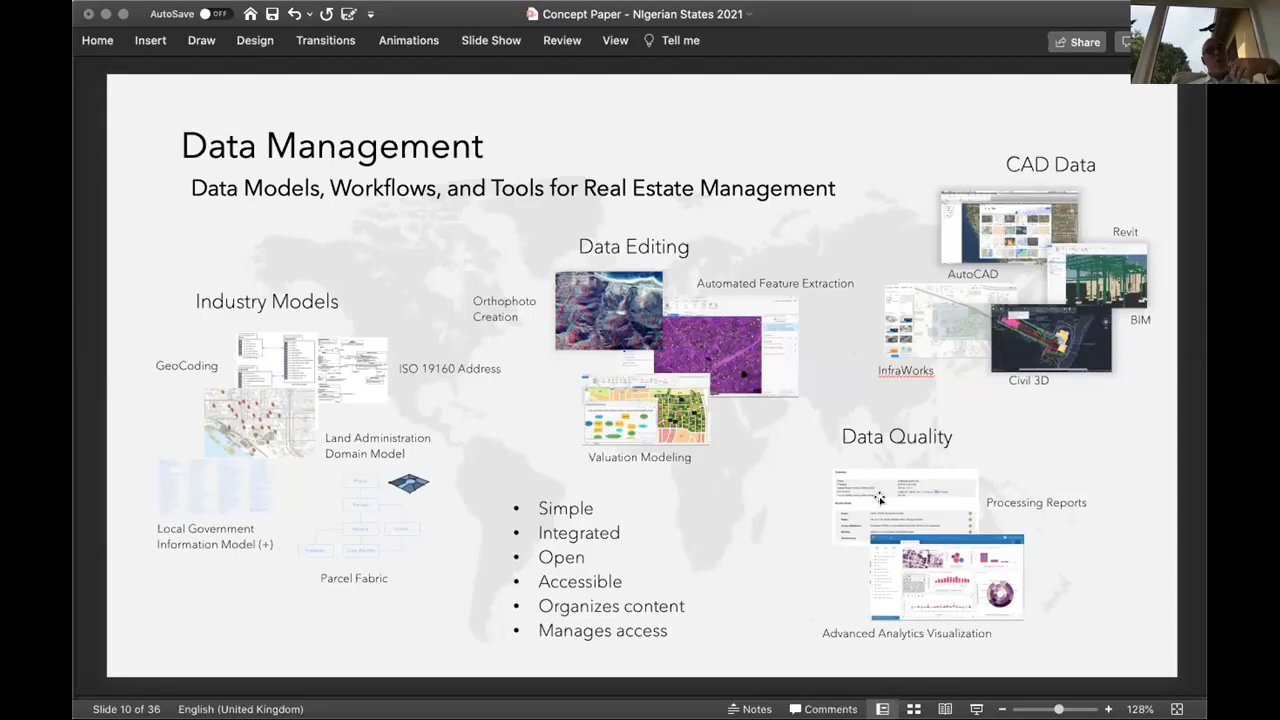 AutoSave OFF
Concept Paper - NIgerian States 2021
Home Insert Draw Design Transitions Animations Slide Show Review View Tell me Share
Data Management
Data Models, Workflows, and Tools for Real Estate Management
CAD Data
Revit
AutoCAD
BIM
InfraWorks
Civil 3D
Data Editing
Automated Feature Extraction
Orthophoto
Creation
Valuation Modeling
Industry Models
GeoCoding
ISO 19160 Address
Land Administration
Domain Model
Local Government
Information Model (+)
Parcel Fabric
Data Quality
Processing Reports
Advanced Analytics Visualization
• Simple
• Integrated
• Open
• Accessible
• Organizes content
• Manages access
Slide 10 of 36 English (United Kingdom) Notes Comments 128%